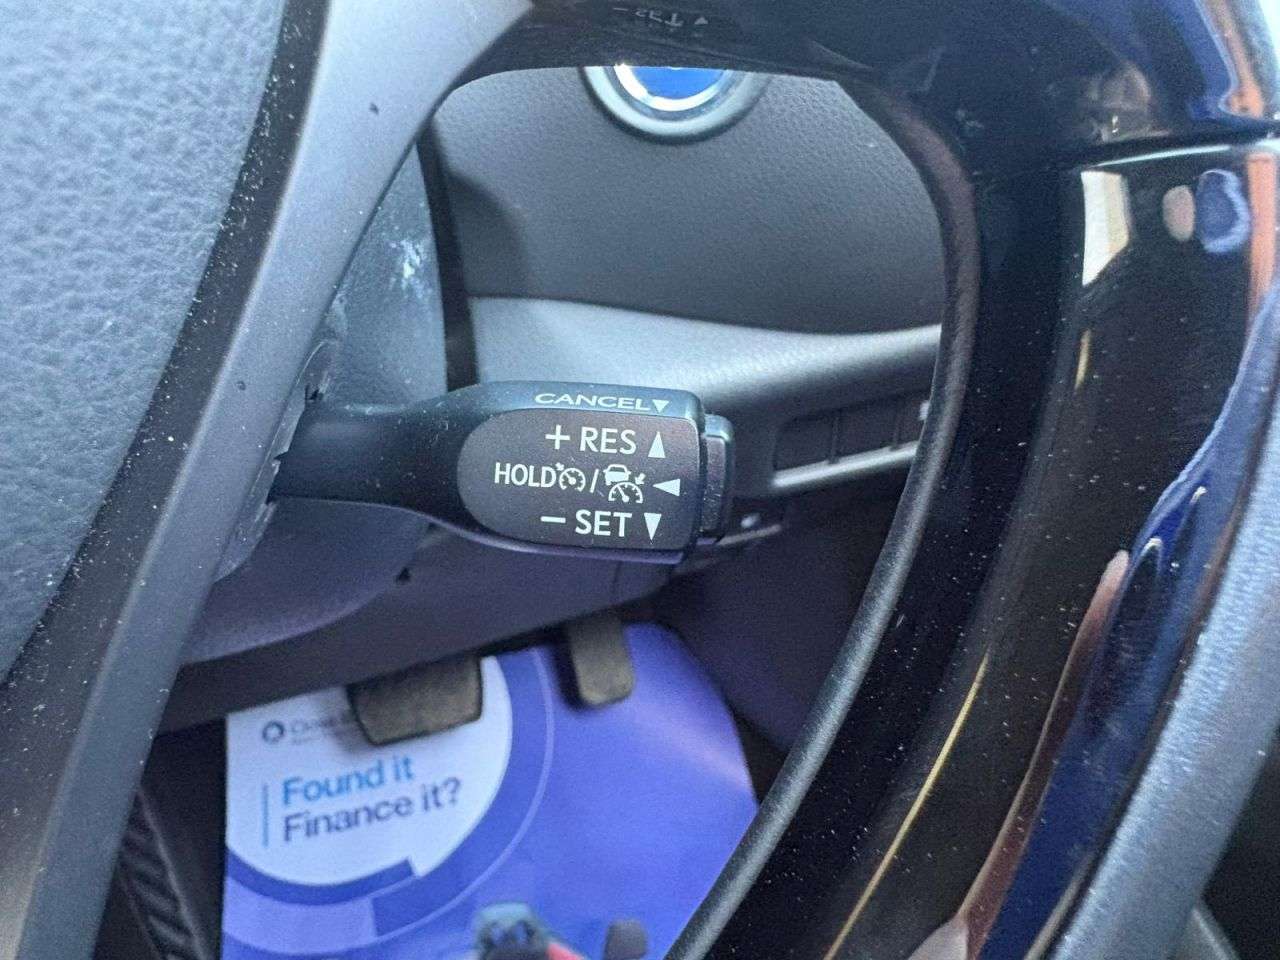 CANCEL▼
+ RES ▲
HOLD / ◄
− SET ▼
Found it
Finance it?